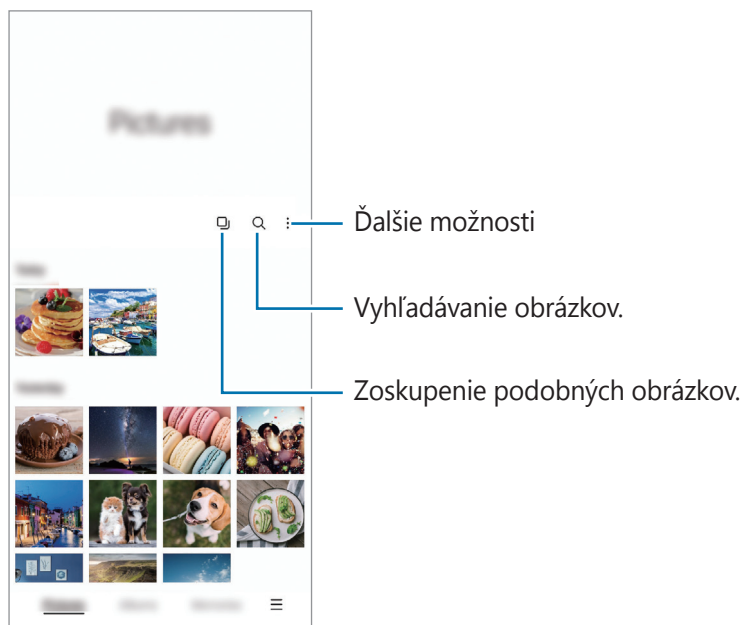 Pictures
Ďalšie možnosti
Vyhľadávanie obrázkov.
Zoskupenie podobných obrázkov.